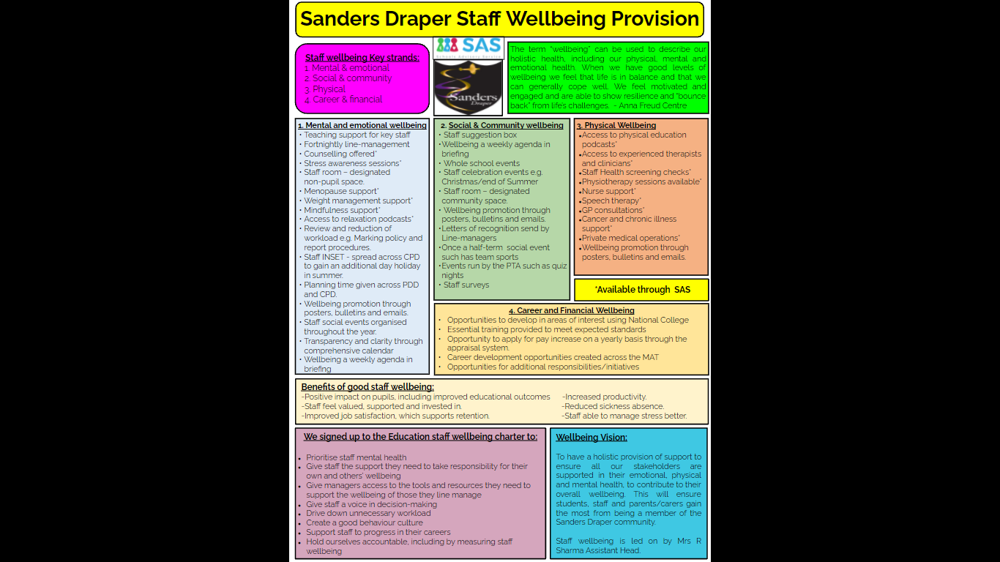 Sanders Draper Staff Wellbeing Provision
Staff wellbeing Key strands:
1. Mental & emotional
2. Social & community
3. Physical
4. Career & financial
SAS
Schools Advisory Service
Sanders
Draper
The term "wellbeing" can be used to describe our
holistic health, including our physical, mental and
emotional health. When we have good levels of
wellbeing we feel that life is in balance and that we
can generally cope well. We feel motivated and
engaged and are able to show resilience and "bounce
back" from life's challenges. - Anna Freud Centre
1. Mental and emotional wellbeing
• Teaching support for key staff
• Fortnightly line-management
• Counselling offered*
• Stress awareness sessions*
• Staff room – designated
non-pupil space.
• Menopause support*
• Weight management support*
• Mindfulness support*
• Access to relaxation podcasts*
• Review and reduction of
workload e.g. Marking policy and
report procedures.
• Staff INSET - spread across CPD
to gain an additional day holiday
in summer.
• Planning time given across PDD
and CPD.
• Wellbeing promotion through
posters, bulletins and emails.
• Staff social events organised
throughout the year.
• Transparency and clarity through
comprehensive calendar
• Wellbeing a weekly agenda in
briefing
2. Social & Community wellbeing
• Staff suggestion box
• Wellbeing a weekly agenda in
briefing
• Whole school events
• Staff celebration events e.g.
Christmas/end of Summer
• Staff room – designated
community space.
• Wellbeing promotion through
posters, bulletins and emails.
• Letters of recognition send by
Line-managers
• Once a half-term social event
such has team sports
• Events run by the PTA such as quiz
nights
• Staff surveys
3. Physical Wellbeing
• Access to physical education
podcasts*
• Access to experienced therapists
and clinicians*
• Staff Health screening checks*
• Physiotherapy sessions available*
• Nurse support*
• Speech therapy*
• GP consultations*
• Cancer and chronic illness
support*
• Private medical operations*
• Wellbeing promotion through
posters, bulletins and emails.
*Available through SAS
4. Career and Financial Wellbeing
• Opportunities to develop in areas of interest using National College
• Essential training provided to meet expected standards
• Opportunity to apply for pay increase on a yearly basis through the
appraisal system.
• Career development opportunities created across the MAT
• Opportunities for additional responsibilities/initiatives
Benefits of good staff wellbeing:
-Positive impact on pupils, including improved educational outcomes
-Staff feel valued, supported and invested in.
-Improved job satisfaction, which supports retention.
-Increased productivity.
-Reduced sickness absence.
-Staff able to manage stress better.
We signed up to the Education staff wellbeing charter to:
• Prioritise staff mental health
• Give staff the support they need to take responsibility for their
own and others' wellbeing
• Give managers access to the tools and resources they need to
support the wellbeing of those they line manage
• Give staff a voice in decision-making
• Drive down unnecessary workload
• Create a good behaviour culture
• Support staff to progress in their careers
• Hold ourselves accountable, including by measuring staff
wellbeing
Wellbeing Vision:
To have a holistic provision of support to
ensure all our stakeholders are
supported in their emotional, physical
and mental health, to contribute to their
overall wellbeing. This will ensure
students, staff and parents/carers gain
the most from being a member of the
Sanders Draper community.
Staff wellbeing is led on by Mrs R
Sharma Assistant Head.